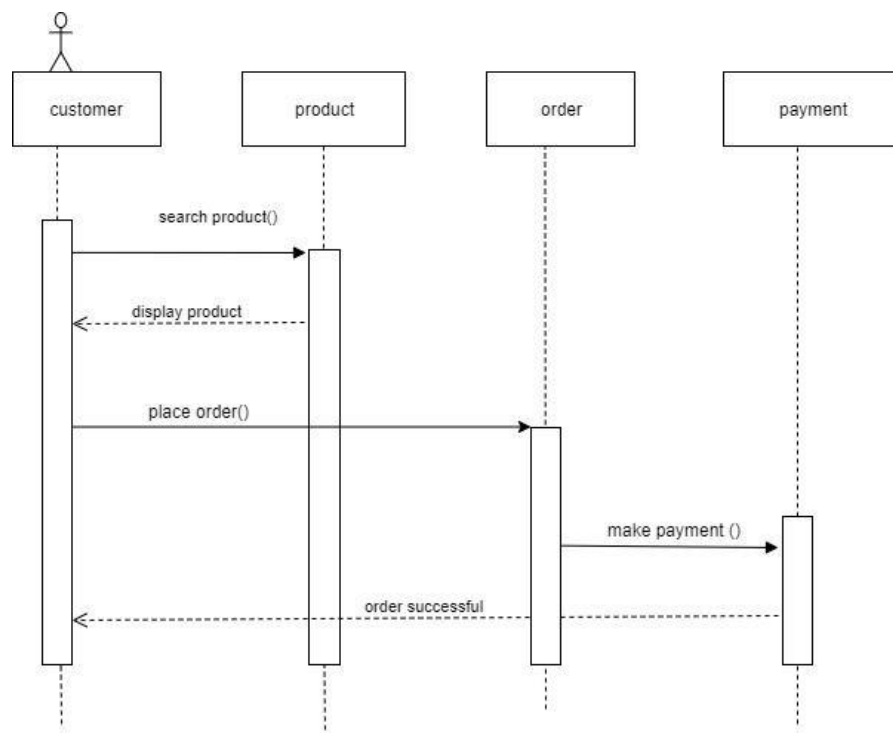 customer
product
order
payment
search product()
display product
place order()
make payment ()
order successful